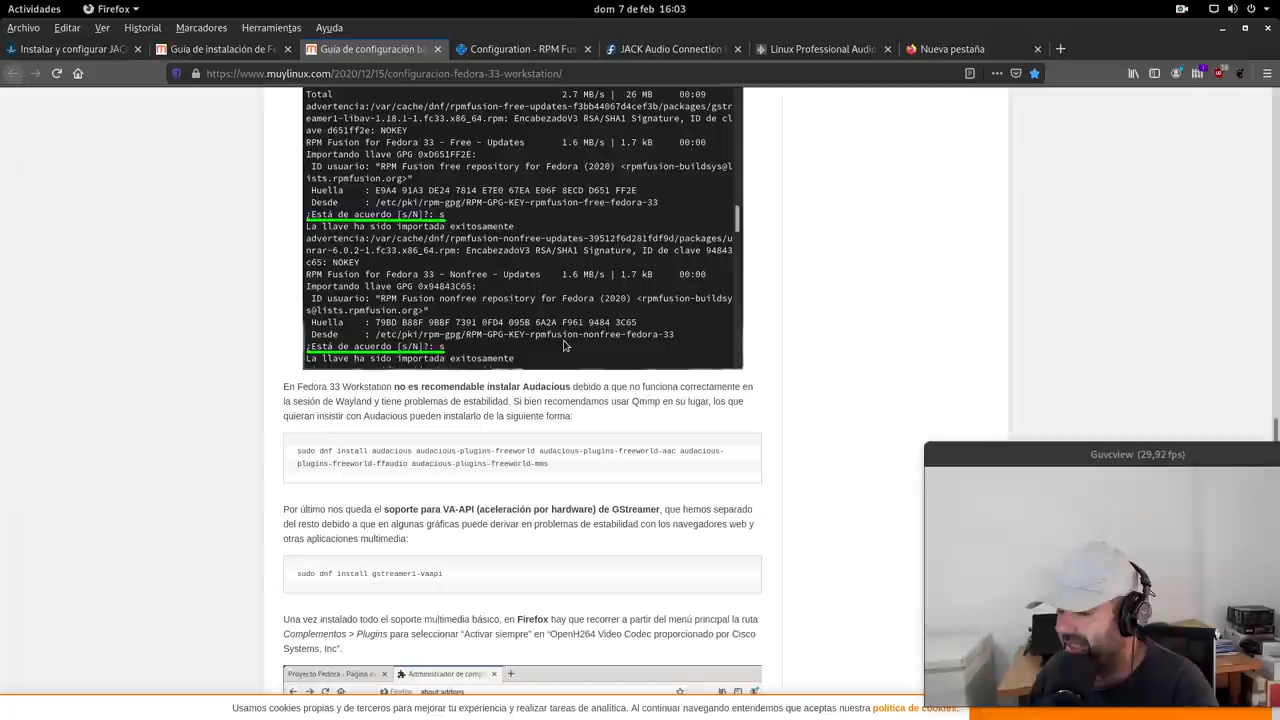 Actividades
Firefox
dom 7 de feb 16:03
Archivo Editar Ver Historial Marcadores Herramientas Ayuda
Instalar y configurar JAC
Guía de instalación de Fe
Guía de configuración bá
Configuration - RPM Fus
JACK Audio Connection
Linux Professional Audio
Nueva pestaña
https://www.muylinux.com/2020/12/15/configuracion-fedora-33-workstation/
19
Total 2.7 MB/s | 26 MB 00:09
advertencia:/var/cache/dnf/rpmfusion-free-updates-f3bb44067d4cef3b/packages/gstr
eamer1-libav-1.18.1-1.fc33.x86_64.rpm: EncabezadoV3 RSA/SHA1 Signature, ID de cl
ave d651ff2e: NOKEY
RPM Fusion for Fedora 33 - Free - Updates 1.6 MB/s | 1.7 kB 00:00
Importando llave GPG 0xD651FF2E:
ID usuario: "RPM Fusion free repository for Fedora (2020) <rpmfusion-buildsys@l
ists.rpmfusion.org>"
Huella : E9A4 91A3 DE24 7814 E7E0 67EA E06F 8ECD D651 FF2E
Desde : /etc/pki/rpm-gpg/RPM-GPG-KEY-rpmfusion-free-fedora-33
¿Está de acuerdo [s/N]?: s
La llave ha sido importada exitosamente
advertencia:/var/cache/dnf/rpmfusion-nonfree-updates-39512f6d281fdf9d/packages/u
nrar-6.0.2-1.fc33.x86_64.rpm: EncabezadoV3 RSA/SHA1 Signature, ID de clave 94843
c65: NOKEY
RPM Fusion for Fedora 33 - Nonfree - Updates 1.6 MB/s | 1.7 kB 00:00
Importando llave GPG 0x94843C65:
ID usuario: "RPM Fusion nonfree repository for Fedora (2020) <rpmfusion-buildsy
s@lists.rpmfusion.org>"
Huella : 79BD B88F 9BBF 7391 0FD4 095B 6A2A F961 9484 3C65
Desde : /etc/pki/rpm-gpg/RPM-GPG-KEY-rpmfusion-nonfree-fedora-33
¿Está de acuerdo [s/N]?: s
La llave ha sido importada exitosamente
En Fedora 33 Workstation no es recomendable instalar Audacious debido a que no funciona correctamente en
la sesión de Wayland y tiene problemas de estabilidad. Si bien recomendamos usar Qmmp en su lugar, los que
quieran insistir con Audacious pueden instalarlo de la siguiente forma:
sudo dnf install audacious audacious-plugins-freeworld audacious-plugins-freeworld-aac audacious-
plugins-freeworld-ffaudio audacious-plugins-freeworld-mms
Guvcview (29,92 fps)
Por último nos queda el soporte para VA-API (aceleración por hardware) de GStreamer, que hemos separado
del resto debido a que en algunas gráficas puede derivar en problemas de estabilidad con los navegadores web y
otras aplicaciones multimedia:
sudo dnf install gstreamer1-vaapi
Una vez instalado todo el soporte multimedia básico, en Firefox hay que recorrer a partir del menú principal la ruta
Complementos > Plugins para seleccionar “Activar siempre” en “OpenH264 Video Codec proporcionado por Cisco
Systems, Inc”.
Proyecto Fedora - Página de
Administrador de comp
Firefox about:addons
Usamos cookies propias y de terceros para mejorar tu experiencia y realizar tareas de analítica. Al continuar navegando entendemos que aceptas nuestra política de cookies.